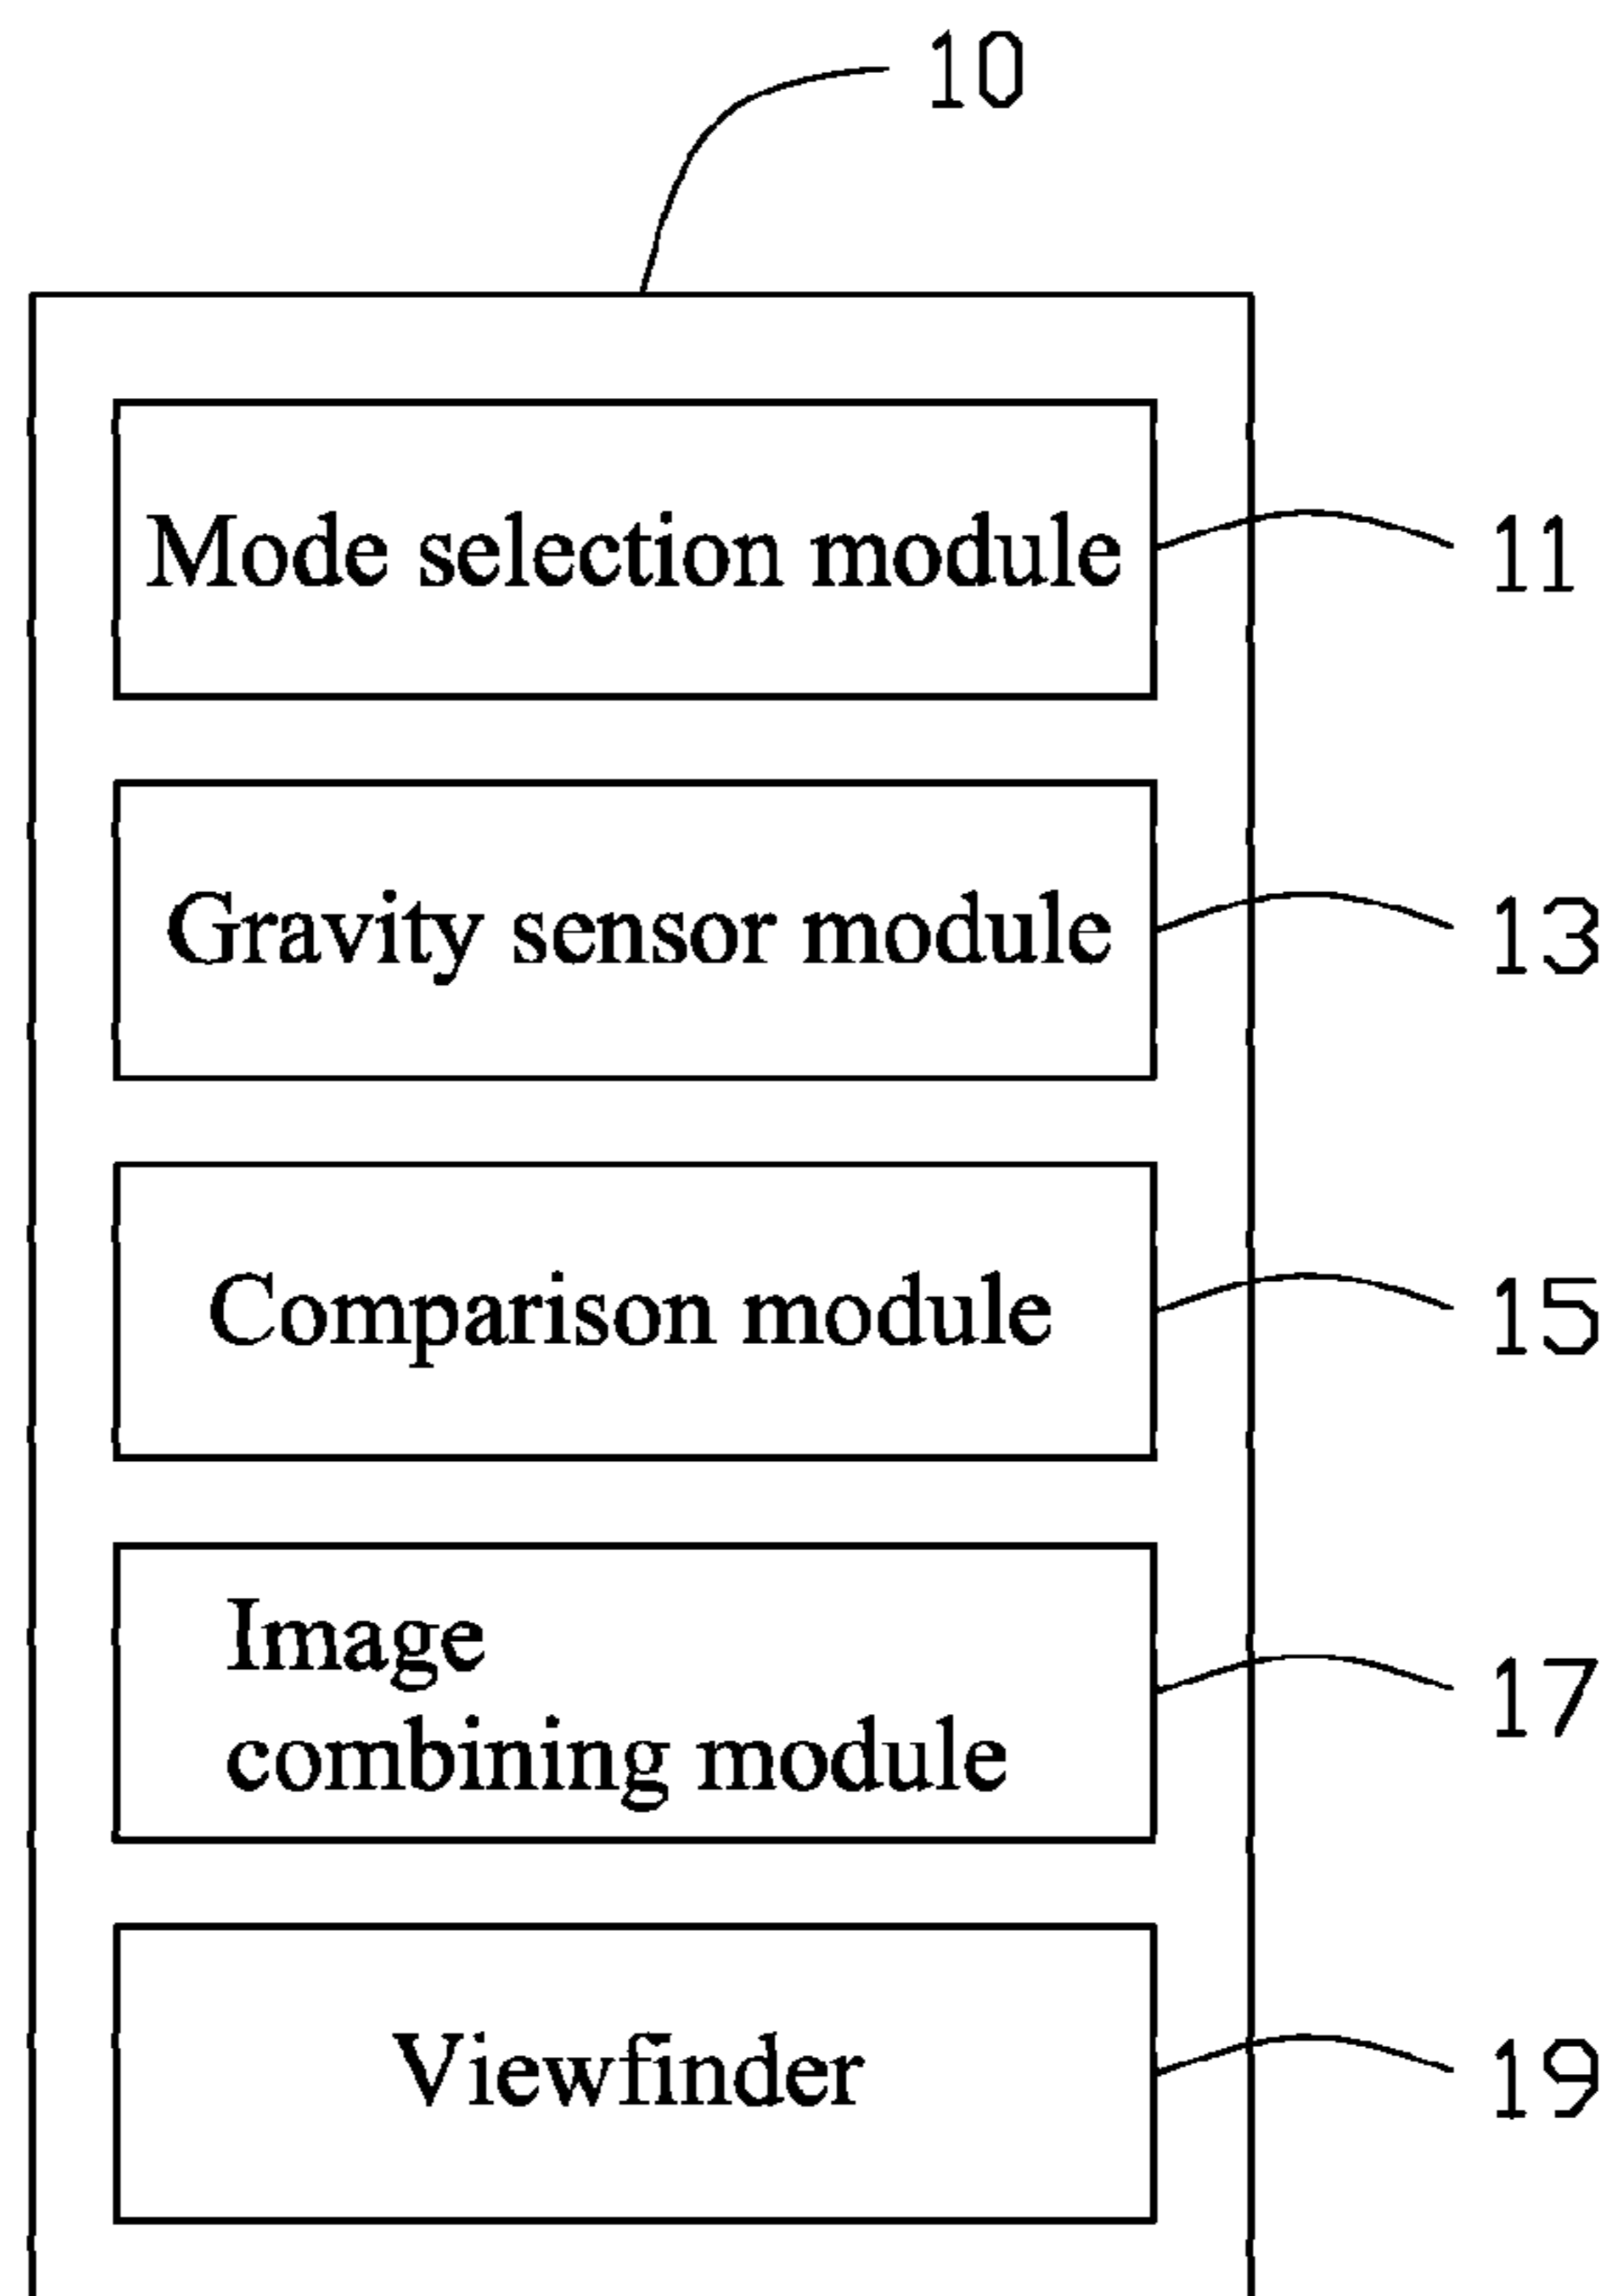 10
Mode selection module
11
Gravity sensor module
13
Comparison module
15
Image
combining module
17
Viewfinder
19